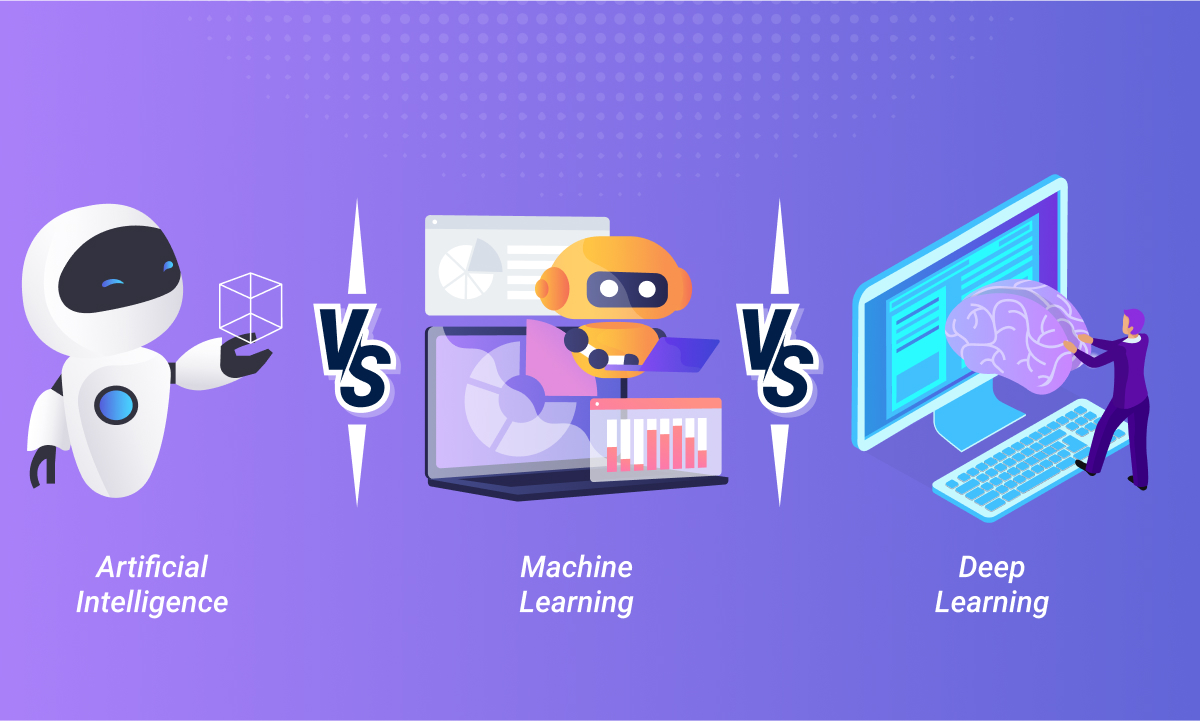 VS
VS
Artificial
Intelligence
Machine
Learning
Deep
Learning